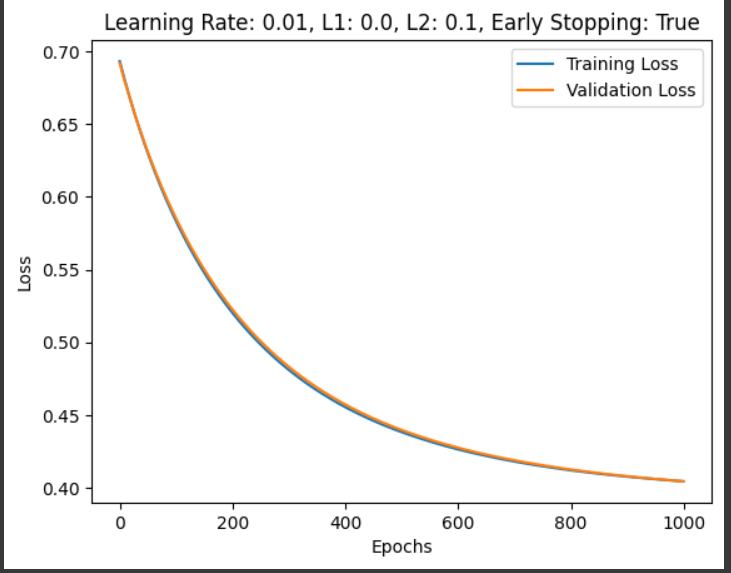 Learning Rate: 0.01, L1: 0.0, L2: 0.1, Early Stopping: True
Training Loss
Validation Loss
0.70
0.65
0.60
0.55
0.50
0.45
0.40
Loss
0 200 400 600 800 1000
Epochs